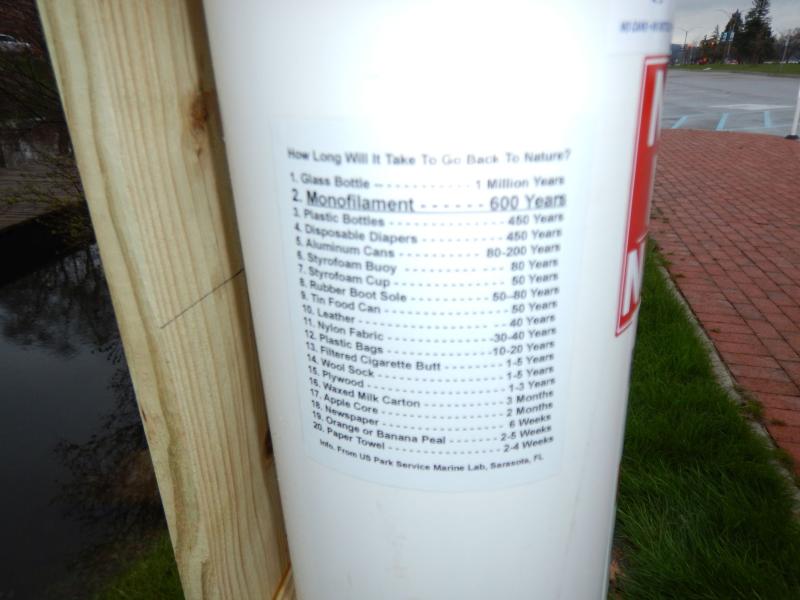 How Long Will It Take To Go Back To Nature?
1. Glass Bottle - - - - - - - - - - - - 1 Million Years
2. Monofilament - - - - - - 600 Years
3. Plastic Bottles - - - - - - - - - - - - - - - 450 Years
4. Disposable Diapers - - - - - - - - - - 450 Years
5. Aluminum Cans - - - - - - - - - - - 80-200 Years
6. Styrofoam Buoy - - - - - - - - - - - - - 80 Years
7. Styrofoam Cup - - - - - - - - - - - - - - 50 Years
8. Rubber Boot Sole - - - - - - - - - - 50-80 Years
9. Tin Food Can - - - - - - - - - - - - - - - 50 Years
10. Leather - - - - - - - - - - - - - - - - - - - 40 Years
11. Nylon Fabric - - - - - - - - - - - - - 30-40 Years
12. Plastic Bags - - - - - - - - - - - - - 10-20 Years
13. Filtered Cigarette Butt - - - - - - - 1-5 Years
14. Wool Sock - - - - - - - - - - - - - - - - 1-5 Years
15. Plywood - - - - - - - - - - - - - - - - - - 1-3 Years
16. Waxed Milk Carton - - - - - - - - - - 3 Months
17. Apple Core - - - - - - - - - - - - - - - - 2 Months
18. Newspaper - - - - - - - - - - - - - - - - 6 Weeks
19. Orange or Banana Peal - - - - - - 2-5 Weeks
20. Paper Towel - - - - - - - - - - - - - - 2-4 Weeks
Info. From US Park Service Marine Lab, Sarasota, FL